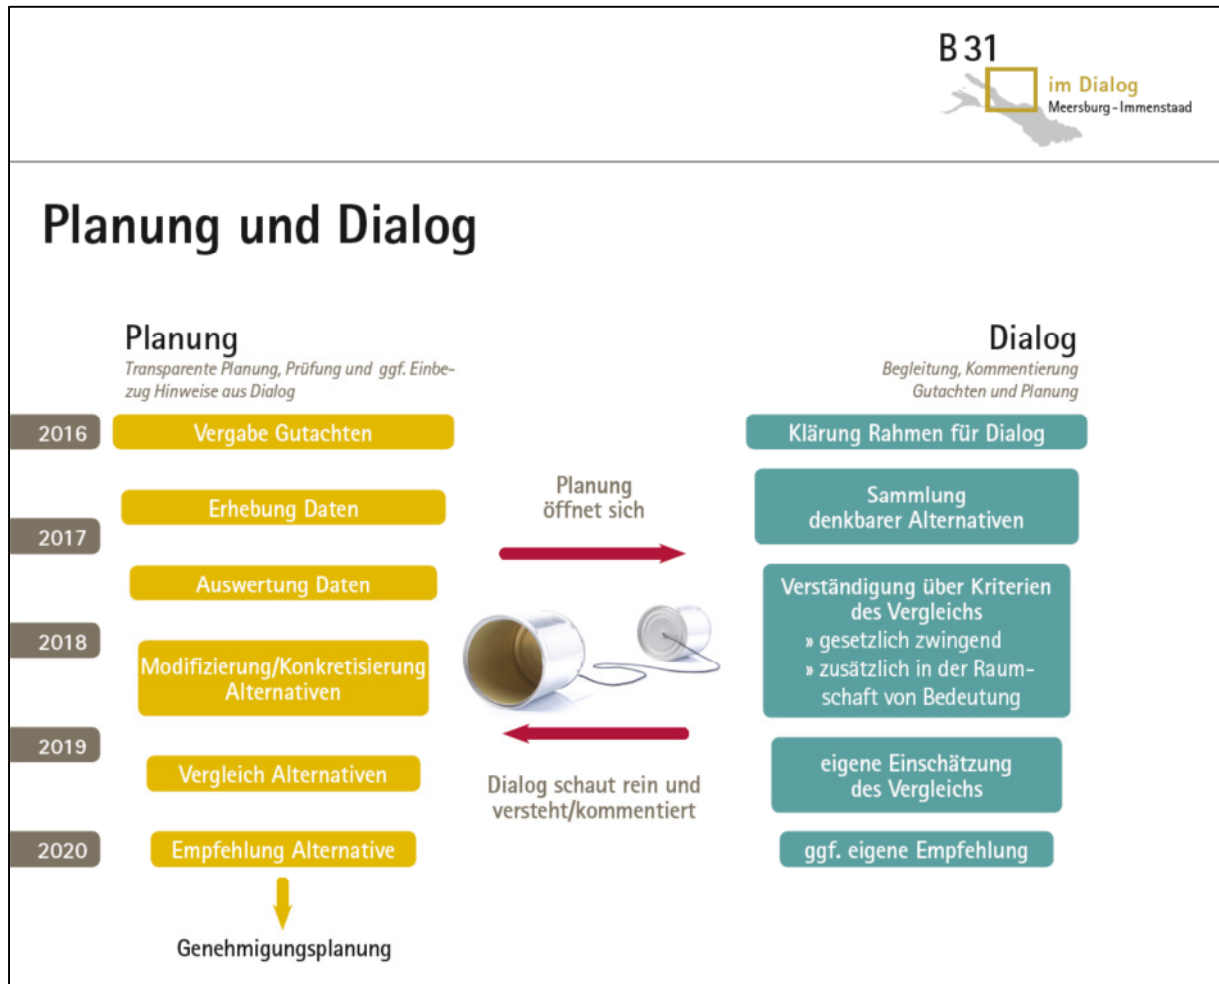 B 31
im Dialog
Meersburg-Immenstaad
Planung und Dialog
Planung
Transparente Planung, Prüfung und ggf. Einbe-
zug Hinweise aus Dialog
Dialog
Begleitung, Kommentierung
Gutachten und Planung
2016
Vergabe Gutachten
Klärung Rahmen für Dialog
Erhebung Daten
Planung
öffnet sich
Sammlung
denkbarer Alternativen
2017
Auswertung Daten
Verständigung über Kriterien
des Vergleichs
» gesetzlich zwingend
» zusätzlich in der Raum-
schaft von Bedeutung
2018
Modifizierung/Konkretisierung
Alternativen
2019
Vergleich Alternativen
Dialog schaut rein und
versteht/kommentiert
eigene Einschätzung
des Vergleichs
2020
Empfehlung Alternative
ggf. eigene Empfehlung
Genehmigungsplanung